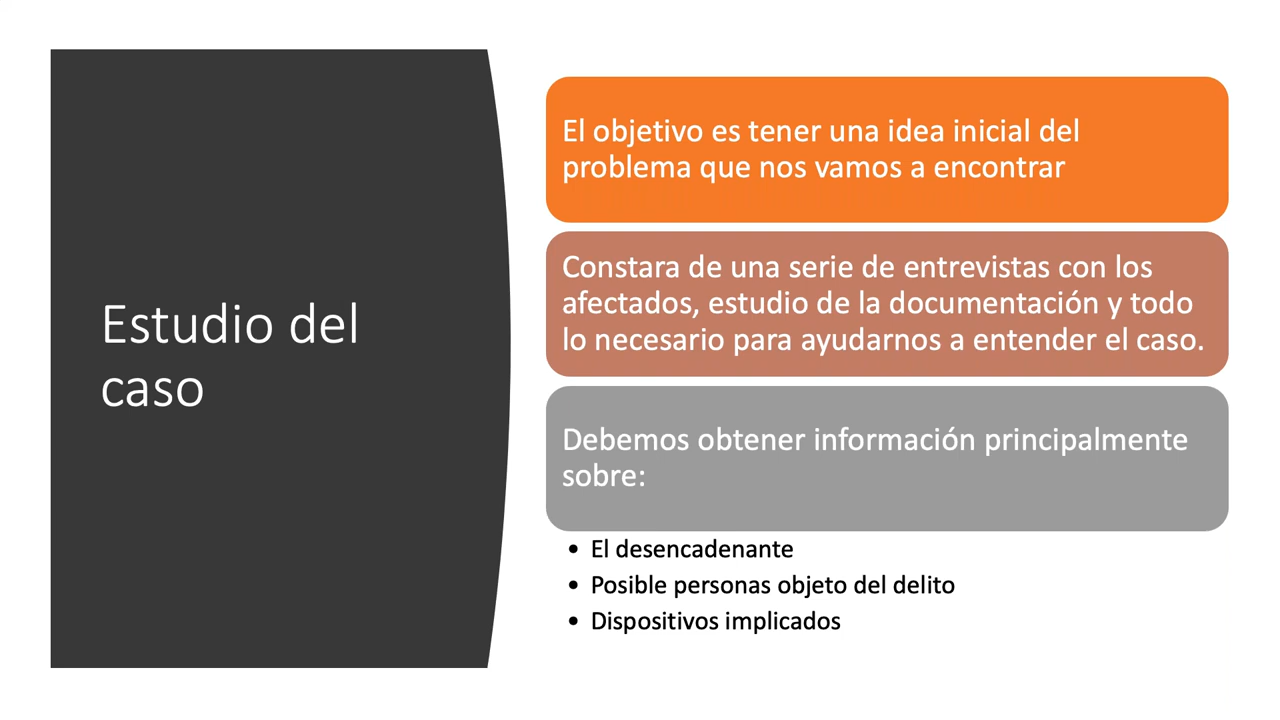 Estudio del
caso
El objetivo es tener una idea inicial del
problema que nos vamos a encontrar
Constara de una serie de entrevistas con los
afectados, estudio de la documentación y todo
lo necesario para ayudarnos a entender el caso.
Debemos obtener información principalmente
sobre:
• El desencadenante
• Posible personas objeto del delito
• Dispositivos implicados